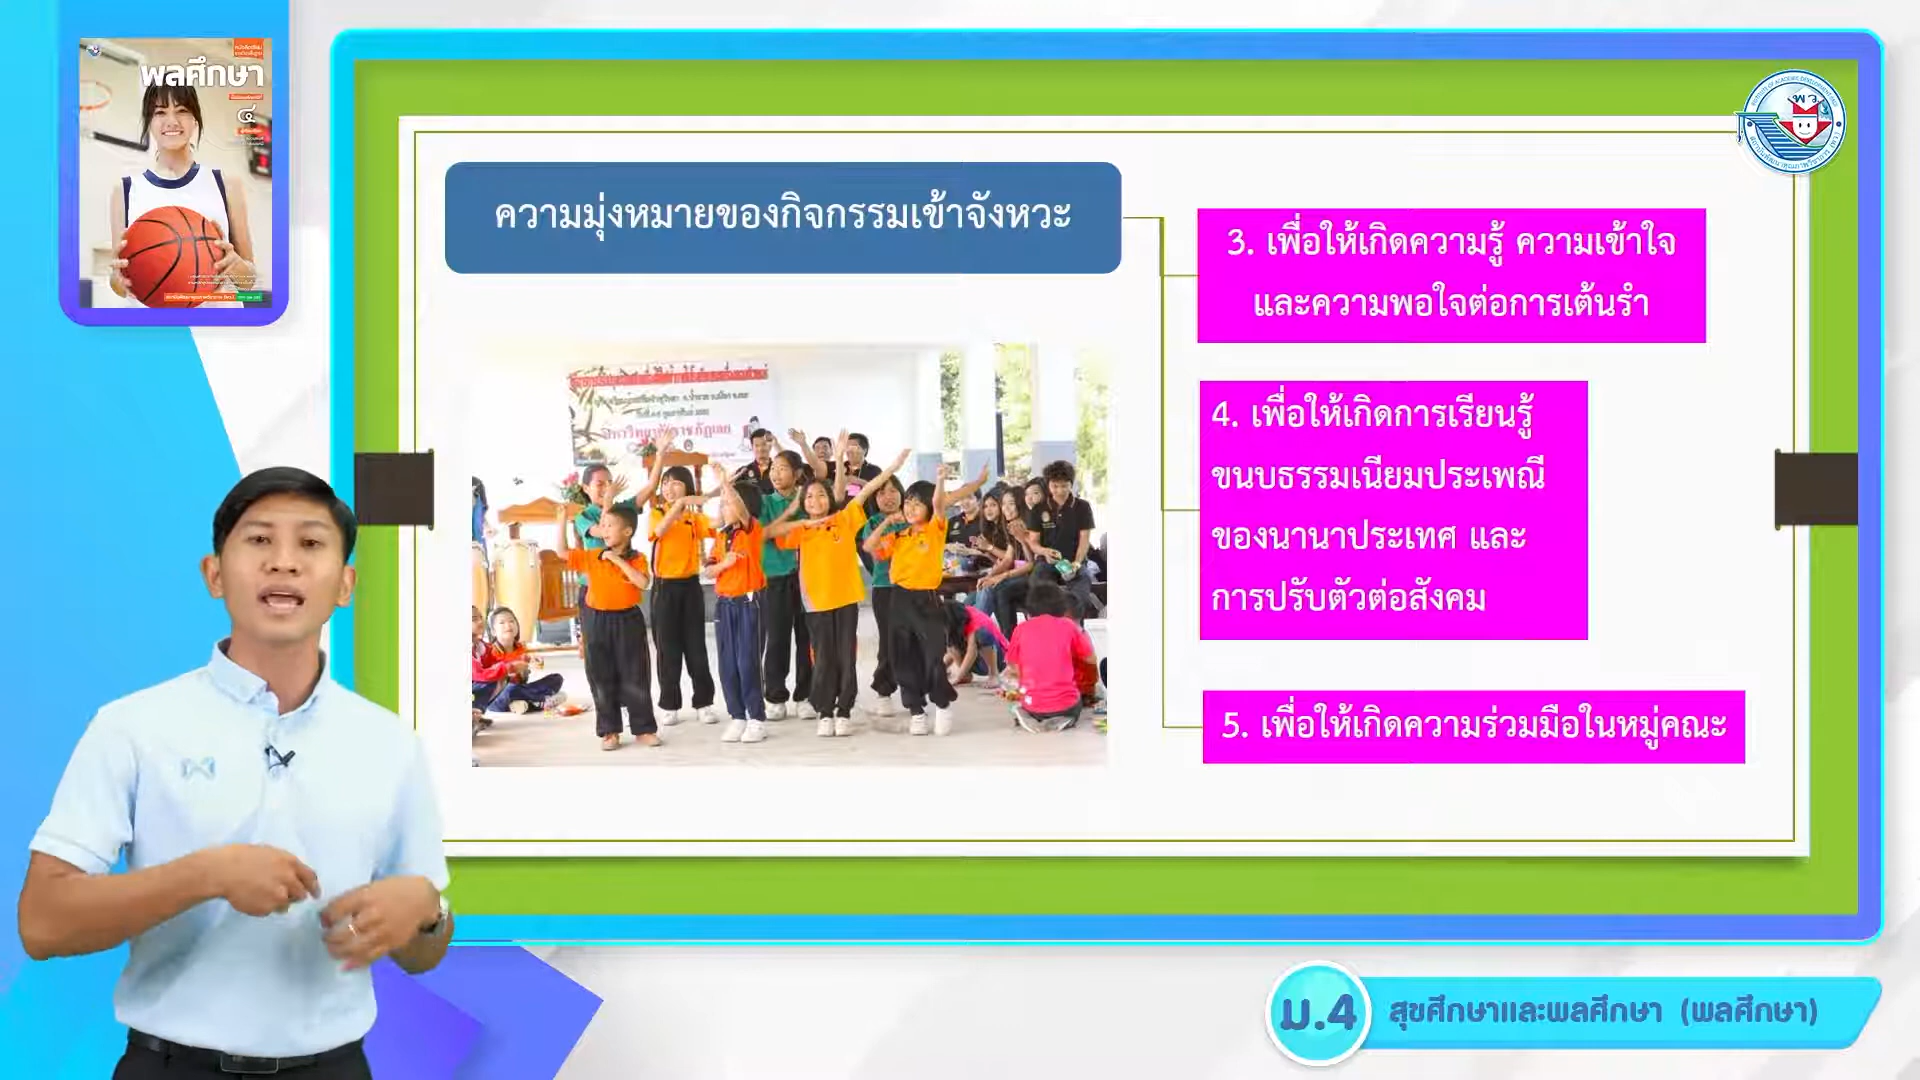 พลศึกษา
๔
ความมุ่งหมายของกิจกรรมเข้าจังหวะ
3. เพื่อให้เกิดความรู้ ความเข้าใจ
และความพอใจต่อการเต้นรำ
4. เพื่อให้เกิดการเรียนรู้
ขนบธรรมเนียมประเพณี
ของนานาประเทศ และ
การปรับตัวต่อสังคม
5. เพื่อให้เกิดความร่วมมือในหมู่คณะ
พว
ม.4
สุขศึกษาและพลศึกษา (พลศึกษา)